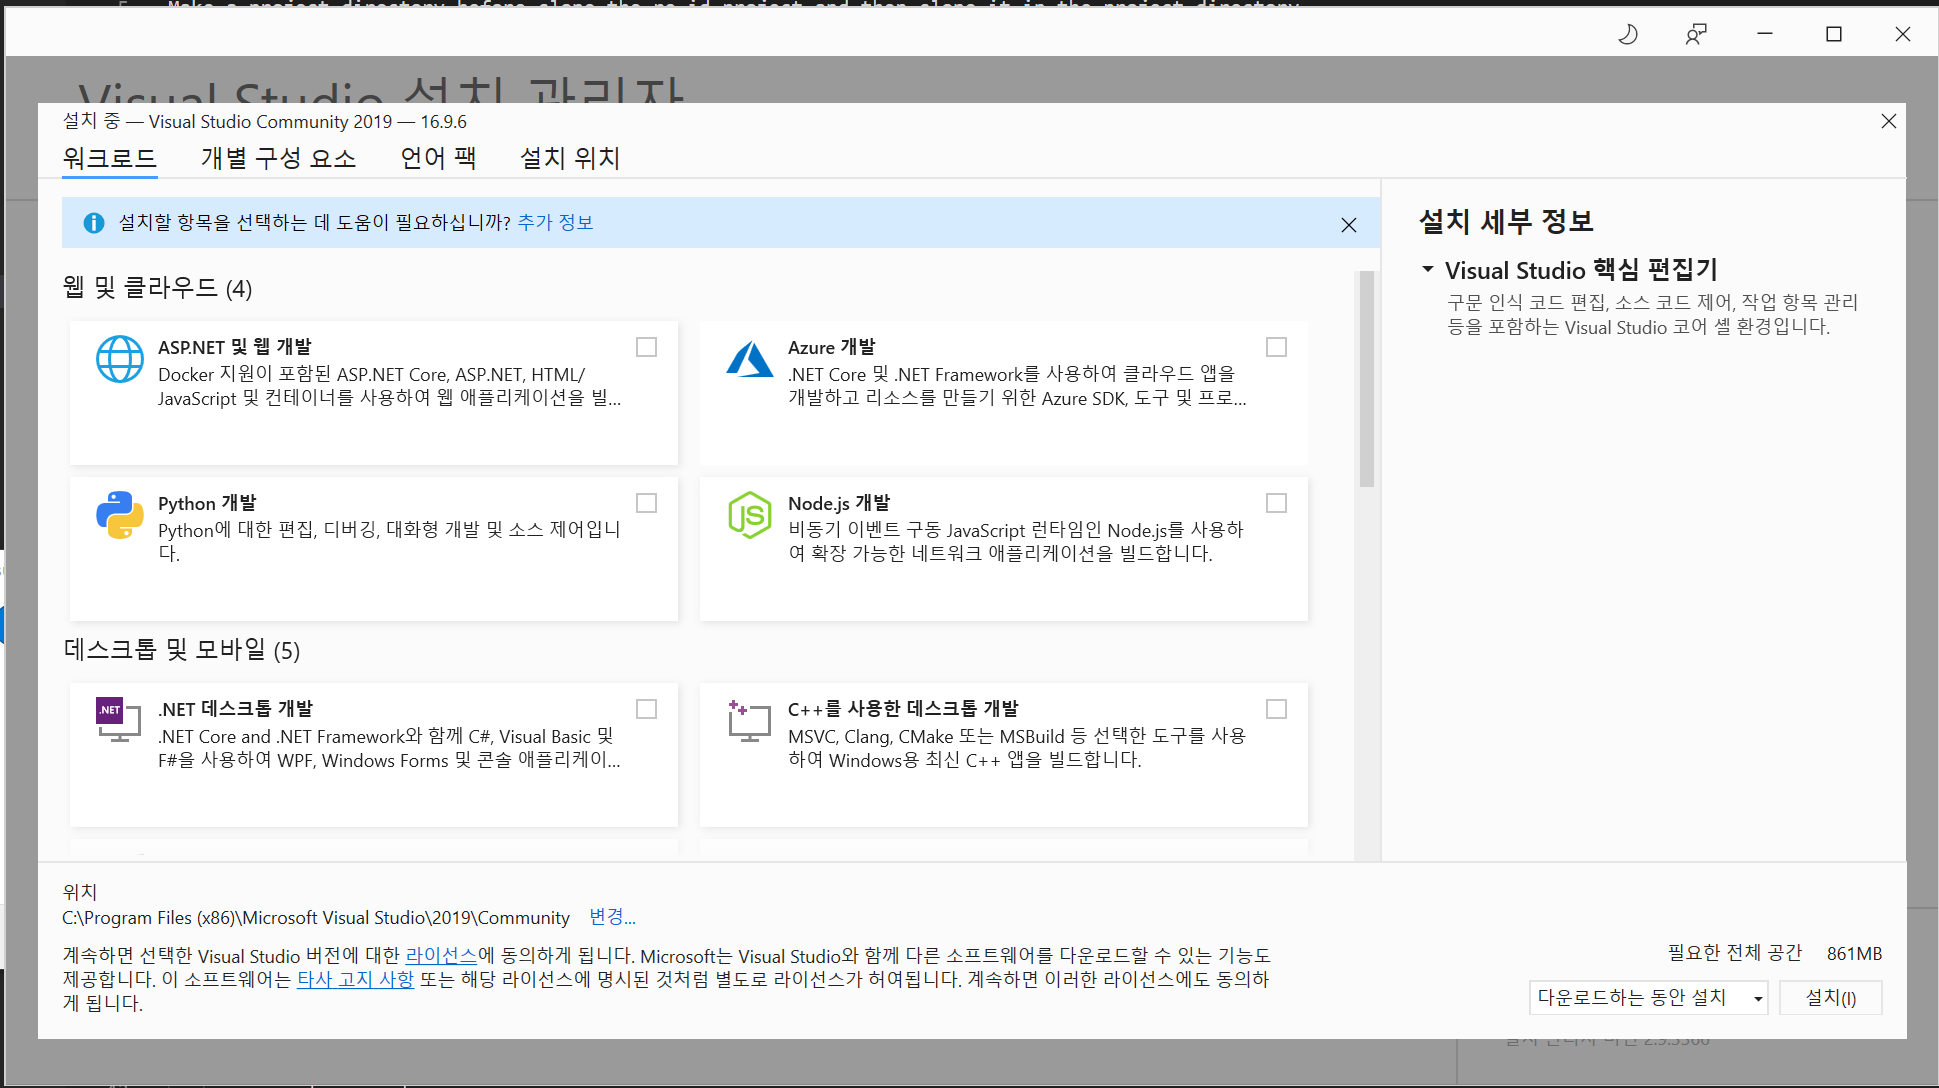 Make a project directory before clone the
project and then clone it in the project directory
Visual Studio 설치 관리자
설치 중 — Visual Studio Community 2019 — 16.9.6
워크로드 개별 구성 요소 언어 팩 설치 위치
설치할 항목을 선택하는 데 도움이 필요하십니까? 추가 정보
웹 및 클라우드 (4)
ASP.NET 및 웹 개발
Docker 지원이 포함된 ASP.NET Core, ASP.NET, HTML/
JavaScript 및 컨테이너를 사용하여 웹 애플리케이션을 빌...
Azure 개발
.NET Core 및 .NET Framework를 사용하여 클라우드 앱을
개발하고 리소스를 만들기 위한 Azure SDK, 도구 및 프로...
Python 개발
Python에 대한 편집, 디버깅, 대화형 개발 및 소스 제어입니
다.
Node.js 개발
비동기 이벤트 구동 JavaScript 런타임인 Node.js를 사용하
여 확장 가능한 네트워크 애플리케이션을 빌드합니다.
데스크톱 및 모바일 (5)
.NET 데스크톱 개발
.NET Core and .NET Framework와 함께 C#, Visual Basic 및
F#을 사용하여 WPF, Windows Forms 및 콘솔 애플리케이...
C++를 사용한 데스크톱 개발
MSVC, Clang, CMake 또는 MSBuild 등 선택한 도구를 사용
하여 Windows용 최신 C++ 앱을 빌드합니다.
설치 세부 정보
Visual Studio 핵심 편집기
구문 인식 코드 편집, 소스 코드 제어, 작업 항목 관리
등을 포함하는 Visual Studio 코어 셸 환경입니다.
위치
C:\Program Files (x86)\Microsoft Visual Studio\2019\Community 변경...
계속하면 선택한 Visual Studio 버전에 대한 라이선스에 동의하게 됩니다. Microsoft는 Visual Studio와 함께 다른 소프트웨어를 다운로드할 수 있는 기능도
제공합니다. 이 소프트웨어는 타사 고지 사항 또는 해당 라이선스에 명시된 것처럼 별도로 라이선스가 허여됩니다. 계속하면 이러한 라이선스에도 동의하
게 됩니다.
필요한 전체 공간 861MB
다운로드하는 동안 설치 설치(I)